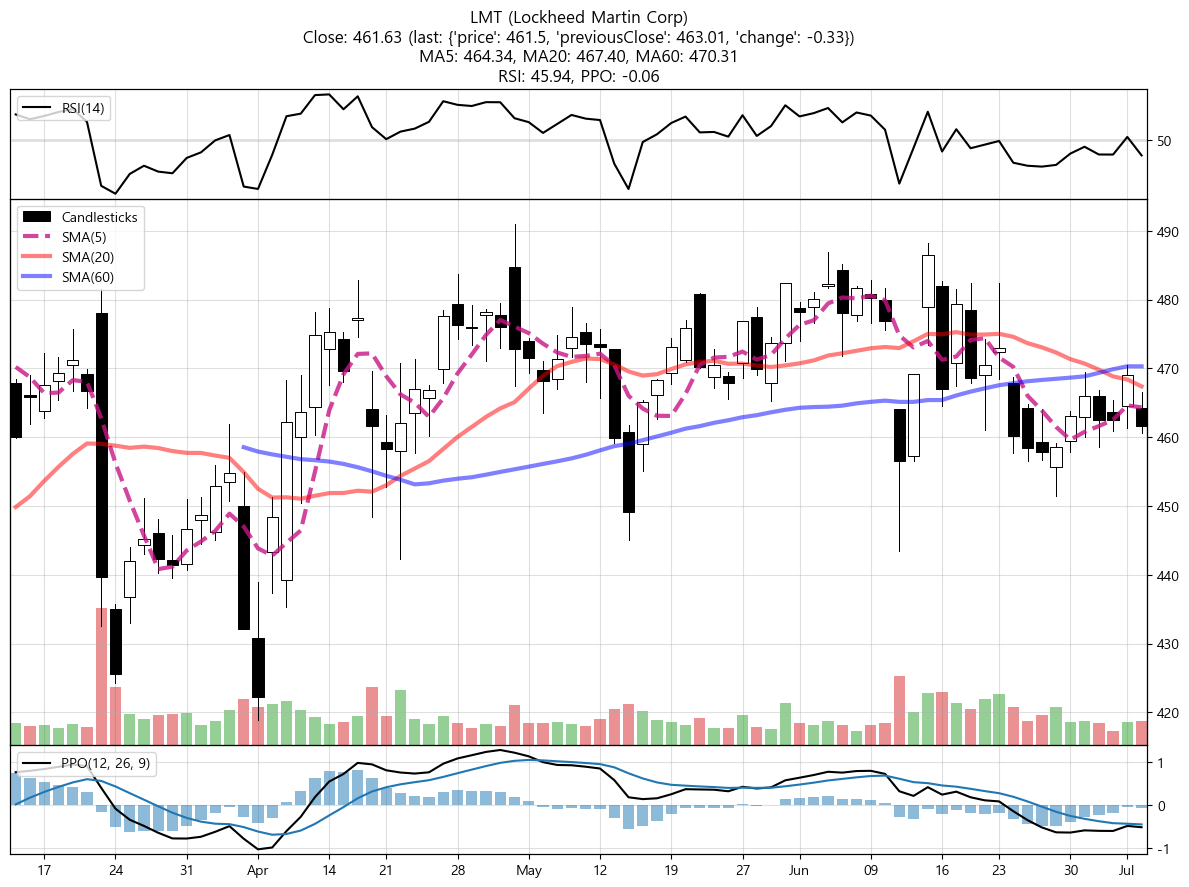 LMT (Lockheed Martin Corp)
Close: 461.63 (last: {'price': 461.5, 'previousClose': 463.01, 'change': -0.33})
MA5: 464.34, MA20: 467.40, MA60: 470.31
RSI: 45.94, PPO: -0.06
RSI(14)
50
Candlesticks
SMA(5)
SMA(20)
SMA(60)
490
480
470
460
450
440
430
420
PPO(12, 26, 9)
1
0
-1
17 24 31 Apr 14 21 28 May 12 19 27 Jun 09 16 23 30 Jul